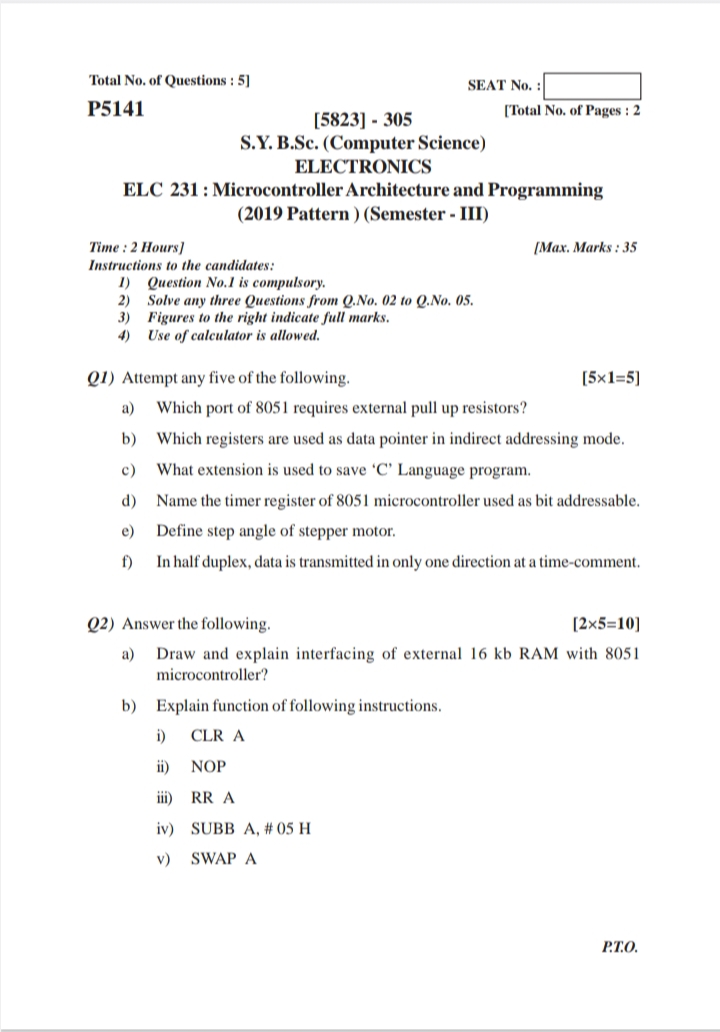 Total No. of Questions : 5]
SEAT No. :
P5141
[Total No. of Pages : 2
[5823] - 305
S.Y. B.Sc. (Computer Science)
ELECTRONICS
ELC 231 : Microcontroller Architecture and Programming
(2019 Pattern ) (Semester - III)
Time : 2 Hours]
[Max. Marks : 35
Instructions to the candidates:
1) Question No.1 is compulsory.
2) Solve any three Questions from Q.No. 02 to Q.No. 05.
3) Figures to the right indicate full marks.
4) Use of calculator is allowed.
Q1) Attempt any five of the following. [5×1=5]
a) Which port of 8051 requires external pull up resistors?
b) Which registers are used as data pointer in indirect addressing mode.
c) What extension is used to save ‘C’ Language program.
d) Name the timer register of 8051 microcontroller used as bit addressable.
e) Define step angle of stepper motor.
f) In half duplex, data is transmitted in only one direction at a time-comment.
Q2) Answer the following. [2×5=10]
a) Draw and explain interfacing of external 16 kb RAM with 8051
microcontroller?
b) Explain function of following instructions.
i) CLR A
ii) NOP
iii) RR A
iv) SUBB A, # 05 H
v) SWAP A
P.T.O.